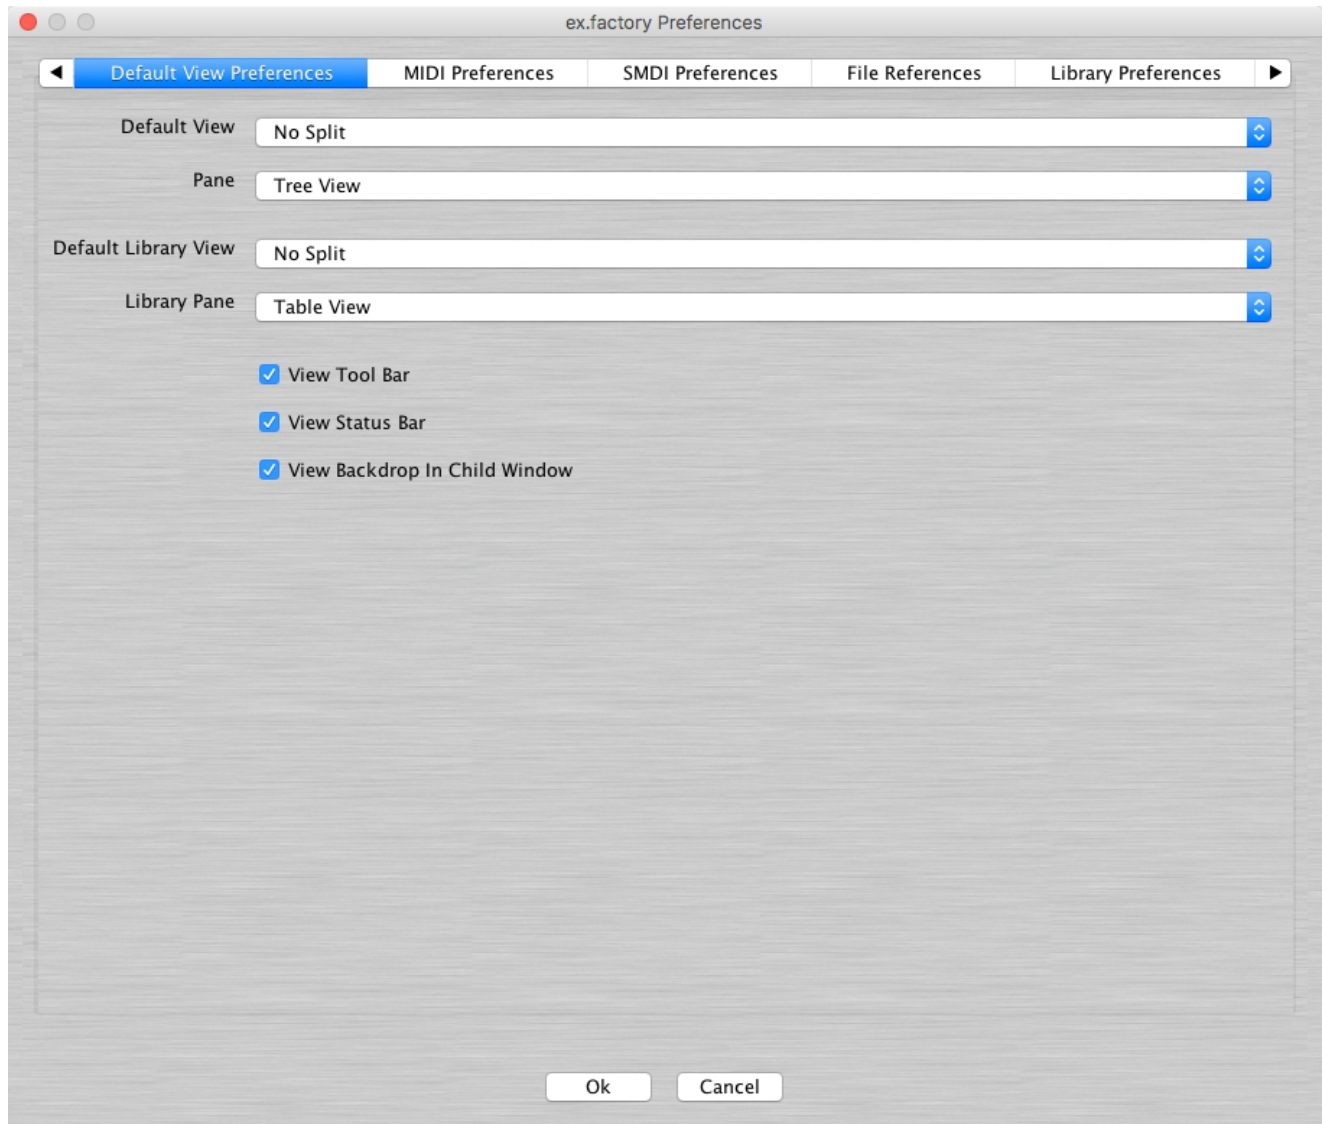 ex.factory Preferences
Default View Preferences MIDI Preferences SMDI Preferences File References Library Preferences
Default View No Split
Pane Tree View
Default Library View No Split
Library Pane Table View
View Tool Bar
View Status Bar
View Backdrop In Child Window
Ok Cancel